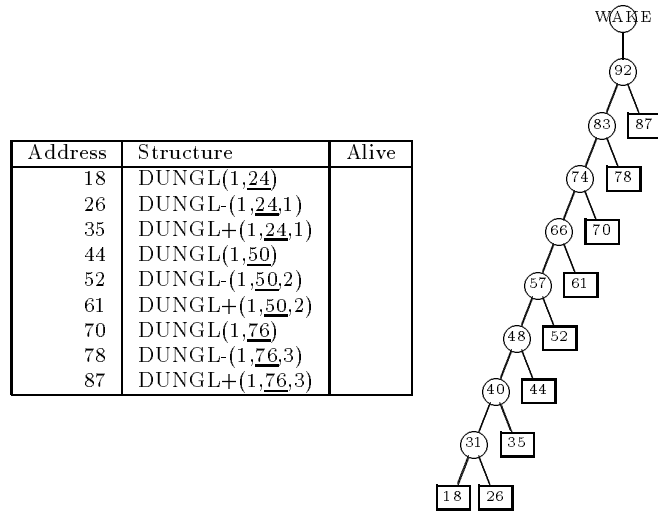 WAKE
92
83 87
74 78
Address Structure Alive
18 DUNGL(1,24)
26 DUNGL-(1,24,1)
35 DUNGL+(1,24,1)
44 DUNGL(1,50)
52 DUNGL-(1,50,2)
61 DUNGL+(1,50,2)
70 DUNGL(1,76)
78 DUNGL-(1,76,3)
87 DUNGL+(1,76,3)
66 70
57 61
48 52
40 44
31 35
18 26